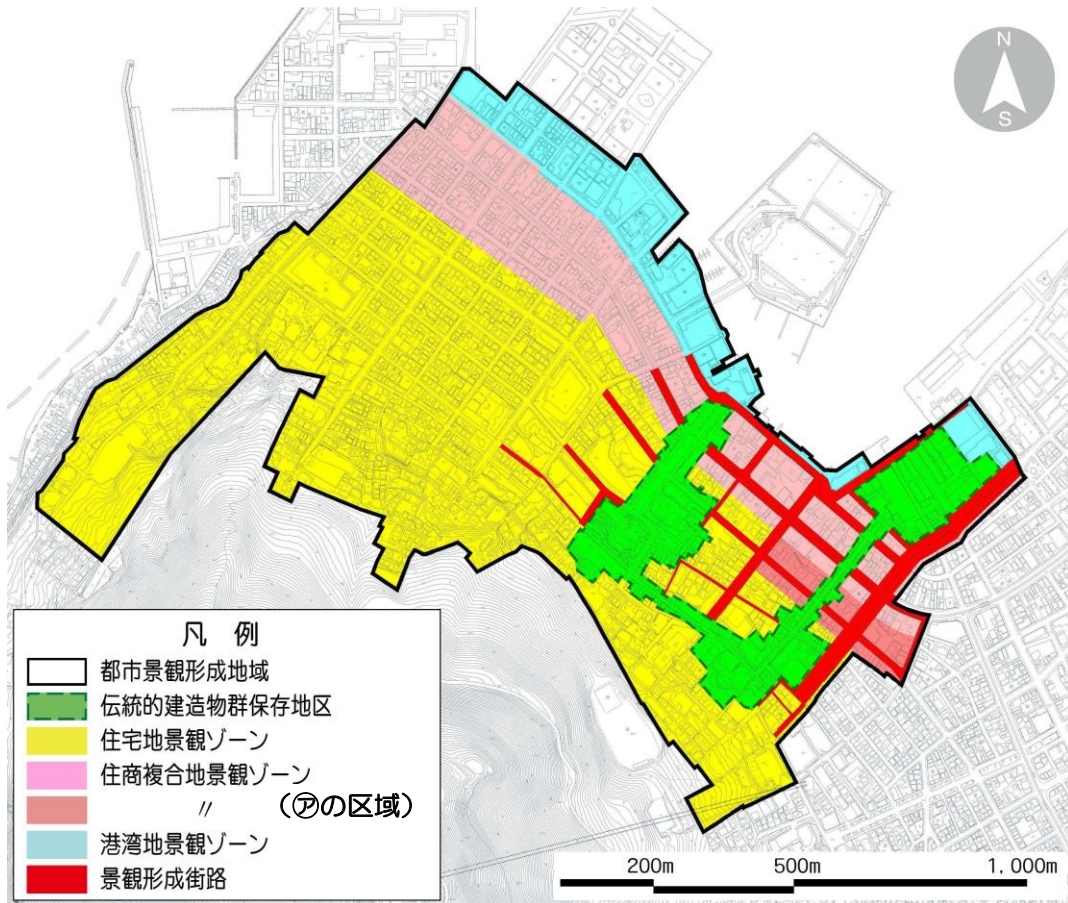 N
S
凡 例
都市景観形成地域
伝統的建造物群保存地区
住宅地景観ゾーン
住商複合地景観ゾーン
〃 (㋐の区域)
港湾地景観ゾーン
景観形成街路
200m 500m 1,000m